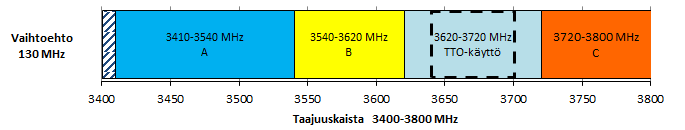 Vaihtoehto
130 MHz
3410-3540 MHz
A
3540-3620 MHz
B
3620-3720 MHz
TTO-käyttö
3720-3800 MHz
C
3400 3450 3500 3550 3600 3650 3700 3750 3800
Taajuuskaista 3400-3800 MHz